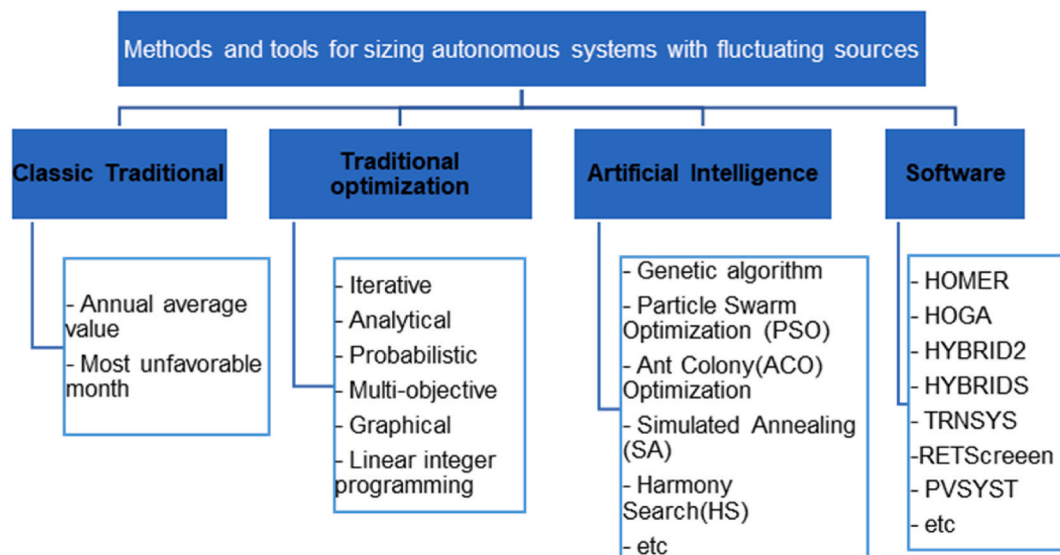 Methods and tools for sizing autonomous systems with fluctuating sources
Classic Traditional
Traditional
optimization
Artificial Intelligence
Software
- Annual average
value
- Most unfavorable
month
- Iterative
- Analytical
- Probabilistic
- Multi-objective
- Graphical
- Linear integer
programming
- Genetic algorithm
- Particle Swarm
Optimization (PSO)
- Ant Colony(ACO)
Optimization
- Simulated Annealing
(SA)
- Harmony
Search(HS)
- etc
- HOMER
- HOGA
- HYBRID2
- HYBRIDS
- TRNSYS
-RETScreeen
- PVSYST
- etc